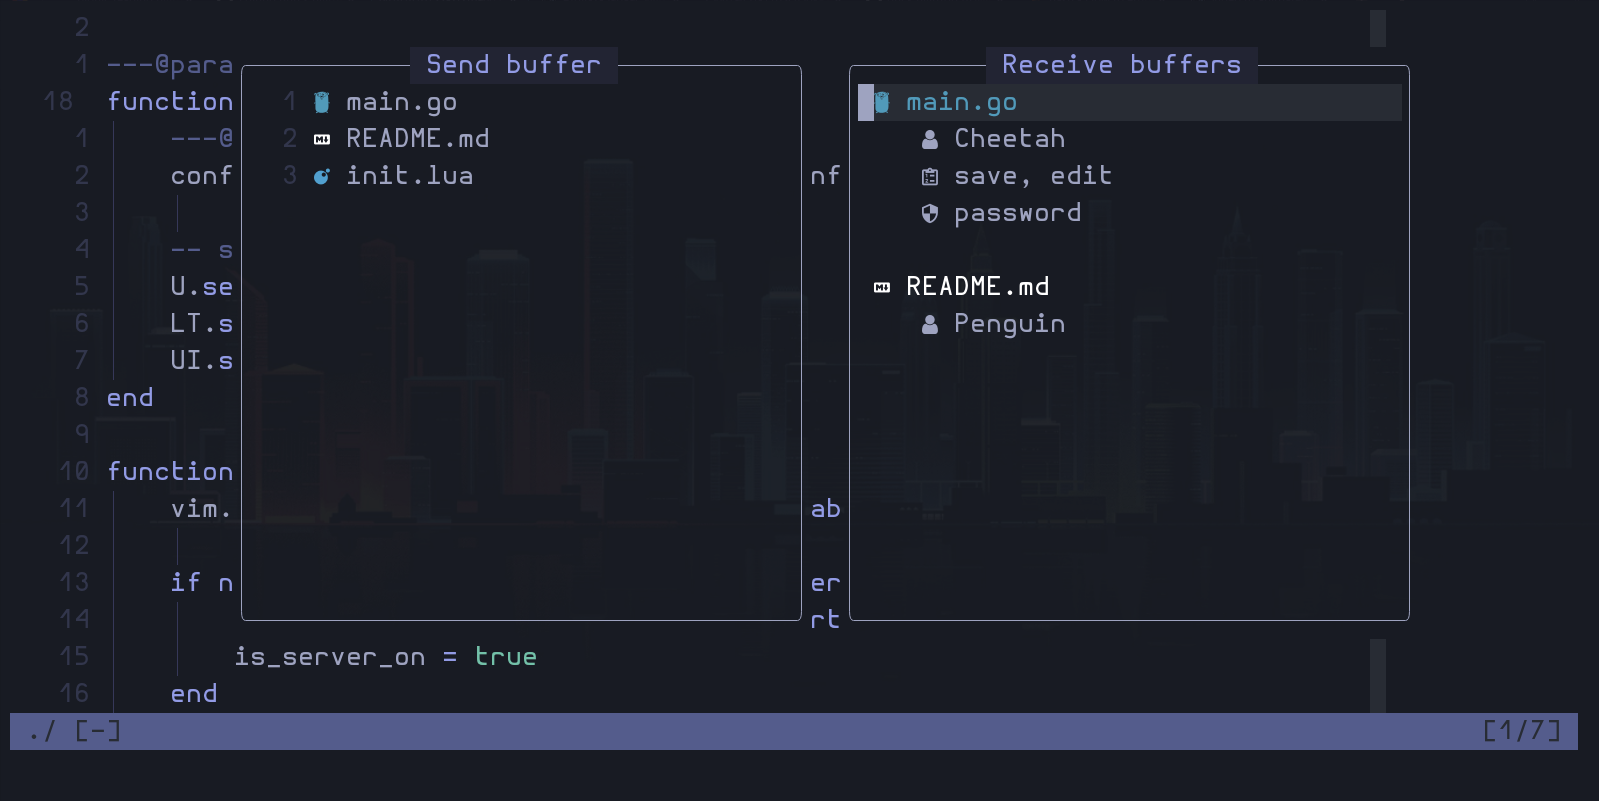 2
1 ---@para
18 function
1 ---@
2 conf nf
3
4 -- s
5 U.se
6 LT.s
7 UI.s
8 end
9
10 function
11 vim. ab
12
13 if n er
14 rt
15 is_server_on = true
16 end
Send buffer
1 main.go
2 README.md
3 init.lua
Receive buffers
main.go
Cheetah
save, edit
password
README.md
Penguin
./ [-] [1/7]